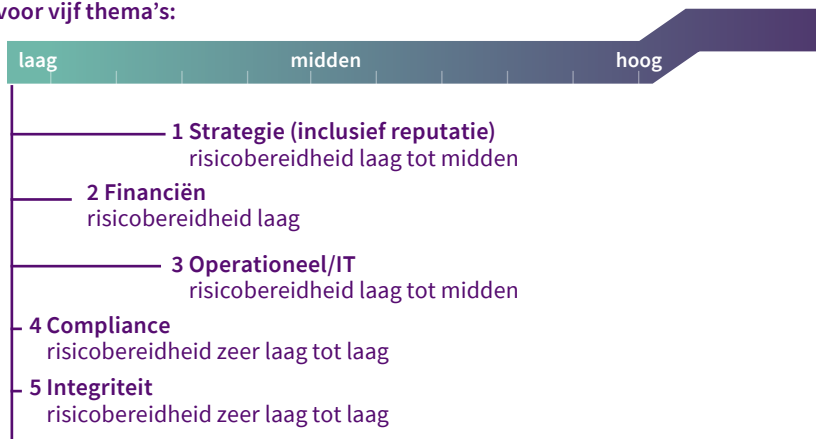 voor vijf thema's:
laag midden hoog
1 Strategie (inclusief reputatie)
risicobereidheid laag tot midden
2 Financiën
risicobereidheid laag
3 Operationeel/IT
risicobereidheid laag tot midden
4 Compliance
risicobereidheid zeer laag tot laag
5 Integriteit
risicobereidheid zeer laag tot laag